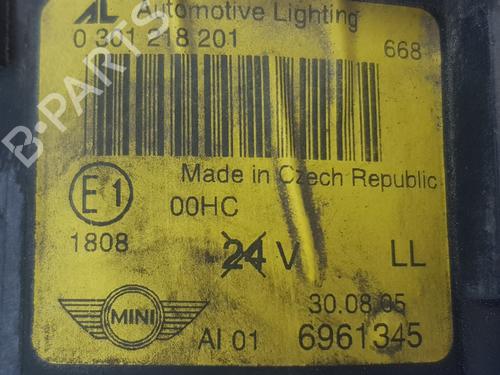 AL Automotive Lighting
0 301 218 201 668
Made in Czech Republic
E1 00HC
1808 24 V LL
30.08.05
MINI AI 01 6961345
B-PARTS